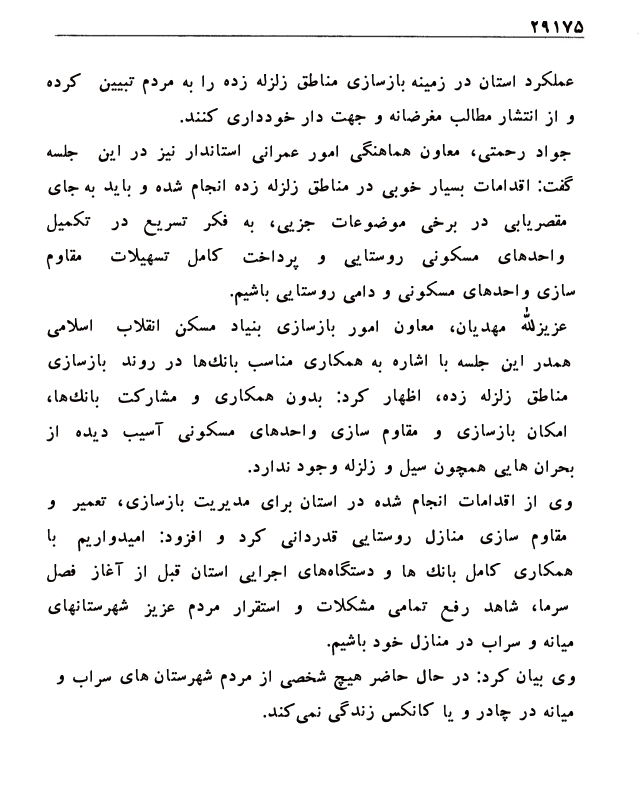 ۲۹۱۷۵
عملکرد استان در زمینه بازسازی مناطق زلزله زده را به مردم تبیین کرده
و از انتشار مطالب مغرضانه و جهت دار خودداری کنند.
جواد رحمتی، معاون هماهنگی امور عمرانی استاندار نیز در این جلسه
گفت: اقدامات بسیار خوبی در مناطق زلزله زده انجام شده و باید به جای
مقصریابی در برخی موضوعات جزیی، به فکر تسریع در تکمیل
واحدهای مسکونی روستایی و پرداخت کامل تسهیلات مقاوم
سازی واحدهای مسکونی و دامی روستایی باشیم.
عزیزالله مهدیان، معاون امور بازسازی بنیاد مسکن انقلاب اسلامی
همدر این جلسه با اشاره به همکاری مناسب بانك‌ها در روند بازسازی
مناطق زلزله زده، اظهار کرد: بدون همکاری و مشارکت بانك‌ها،
امکان بازسازی و مقاوم سازی واحدهای مسکونی آسیب دیده از
بحران هایی همچون سیل و زلزله وجود ندارد.
وی از اقدامات انجام شده در استان برای مدیریت بازسازی، تعمیر و
مقاوم سازی منازل روستایی قدردانی کرد و افزود: امیدواریم با
همکاری کامل بانك ها و دستگاه‌های اجرایی استان قبل از آغاز فصل
سرما، شاهد رفع تمامی مشکلات و استقرار مردم عزیز شهرستانهای
میانه و سراب در منازل خود باشیم.
وی بیان کرد: در حال حاضر هیچ شخصی از مردم شهرستان های سراب و
میانه در چادر و یا کانکس زندگی نمی‌کند.